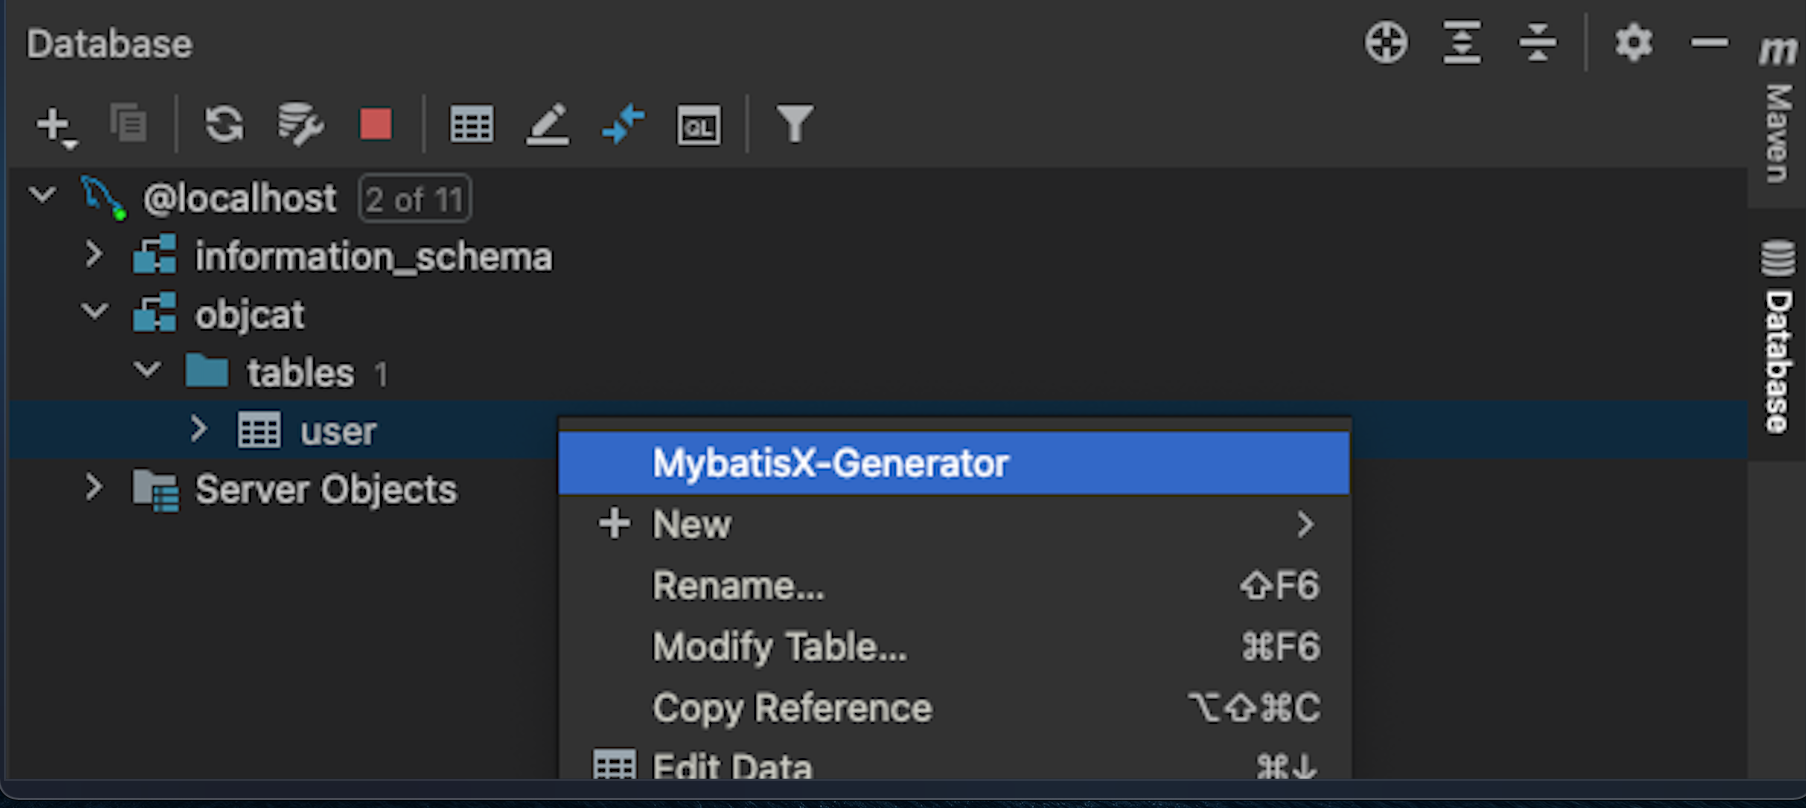 Database
m
Maven
QL
@localhost 2 of 11
information_schema
objcat
tables 1
user
Server Objects
Database
MybatisX-Generator
New
Rename... ⇧F6
Modify Table... ⌘F6
Copy Reference ⌥⇧⌘C
Edit Data ⌘↓